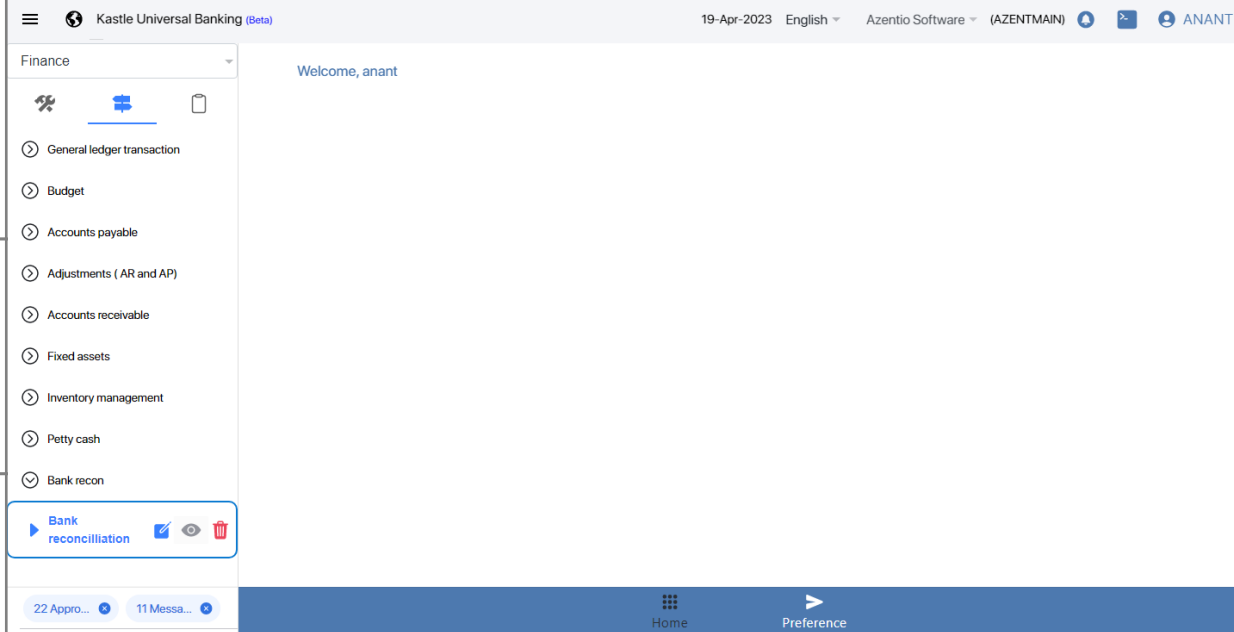 Kastle Universal Banking (Beta)
19-Apr-2023 English Azentio Software (AZENTMAIN) ANANT
Finance
Welcome, anant
General ledger transaction
Budget
Accounts payable
Adjustments ( AR and AP)
Accounts receivable
Fixed assets
Inventory management
Petty cash
Bank recon
Bank
reconcilliation
22 Appro... 11 Messa...
Home Preference